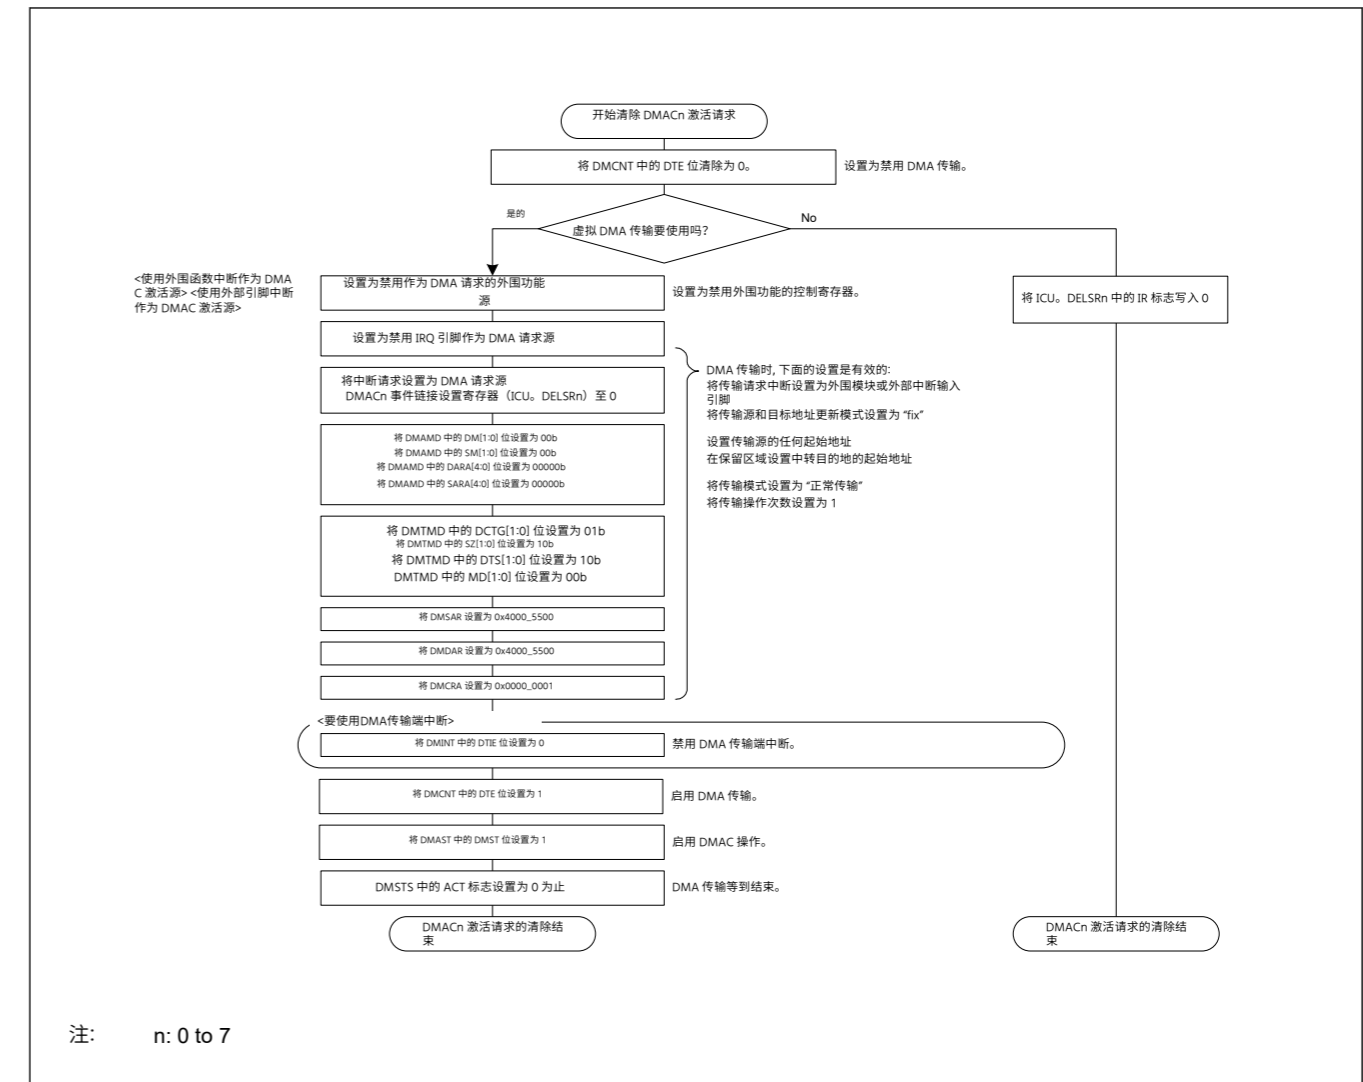 开始清除 DMACn 激活请求
将 DMCNT 中的 DTE 位清除为 0。
设置为禁用 DMA 传输。
是的
虚拟 DMA 传输要使用吗?
No
<使用外围函数中断作为 DMA
C 激活源> <使用外部引脚中断
作为 DMAC 激活源>
设置为禁用作为 DMA 请求的外围功能
源
设置为禁用外围功能的控制寄存器。
将 ICU。DELSRn 中的 IR 标志写入 0
设置为禁用 IRQ 引脚作为 DMA 请求源
将中断请求设置为 DMA 请求源
DMACn 事件链接设置寄存器（ICU。DELSRn）至 0
DMA 传输时, 下面的设置是有效的:
将传输请求中断设置为外围模块或外部中断输入
引脚
将传输源和目标地址更新模式设置为 “fix”
设置传输源的任何起始地址
在保留区域设置中转目的地的起始地址
将传输模式设置为 “正常传输”
将传输操作次数设置为 1
将 DMAMD 中的 DM[1:0] 位设置为 00b
将 DMAMD 中的 SM[1:0] 位设置为 00b
将 DMAMD 中的 DARA[4:0] 位设置为 00000b
将 DMAMD 中的 SARA[4:0] 位设置为 00000b
将 DMTMD 中的 DCTG[1:0] 位设置为 01b
将 DMTMD 中的 SZ[1:0] 位设置为 10b
将 DMTMD 中的 DTS[1:0] 位设置为 10b
DMTMD 中的 MD[1:0] 位设置为 00b
将 DMSAR 设置为 0x4000_5500
将 DMDAR 设置为 0x4000_5500
将 DMCRA 设置为 0x0000_0001
<要使用DMA传输端中断>
将 DMINT 中的 DTIE 位设置为 0
禁用 DMA 传输端中断。
将 DMCNT 中的 DTE 位设置为 1
启用 DMA 传输。
将 DMAST 中的 DMST 位设置为 1
启用 DMAC 操作。
DMSTS 中的 ACT 标志设置为 0 为止
DMA 传输等到结束。
DMACn 激活请求的清除结
束
DMACn 激活请求的清除结
束
注: n: 0 to 7